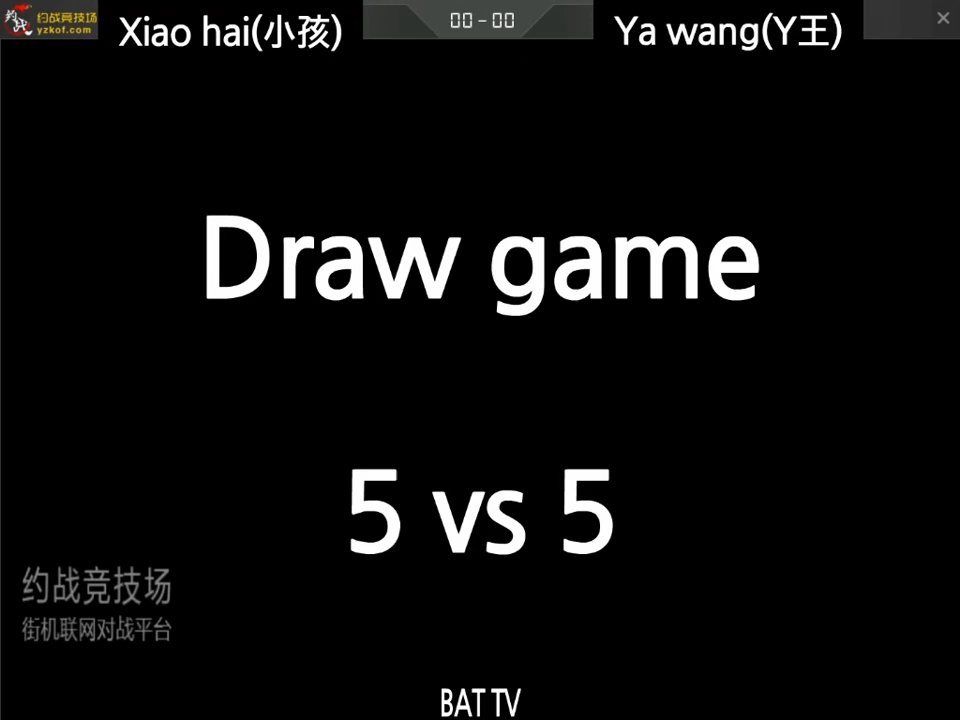 约战竞技场
yzkof.com
Xiao hai(小孩)
00-00
Ya wang(Y王)
Draw game
5 vs 5
约战竞技场
街机联网对战平台
BAT TV